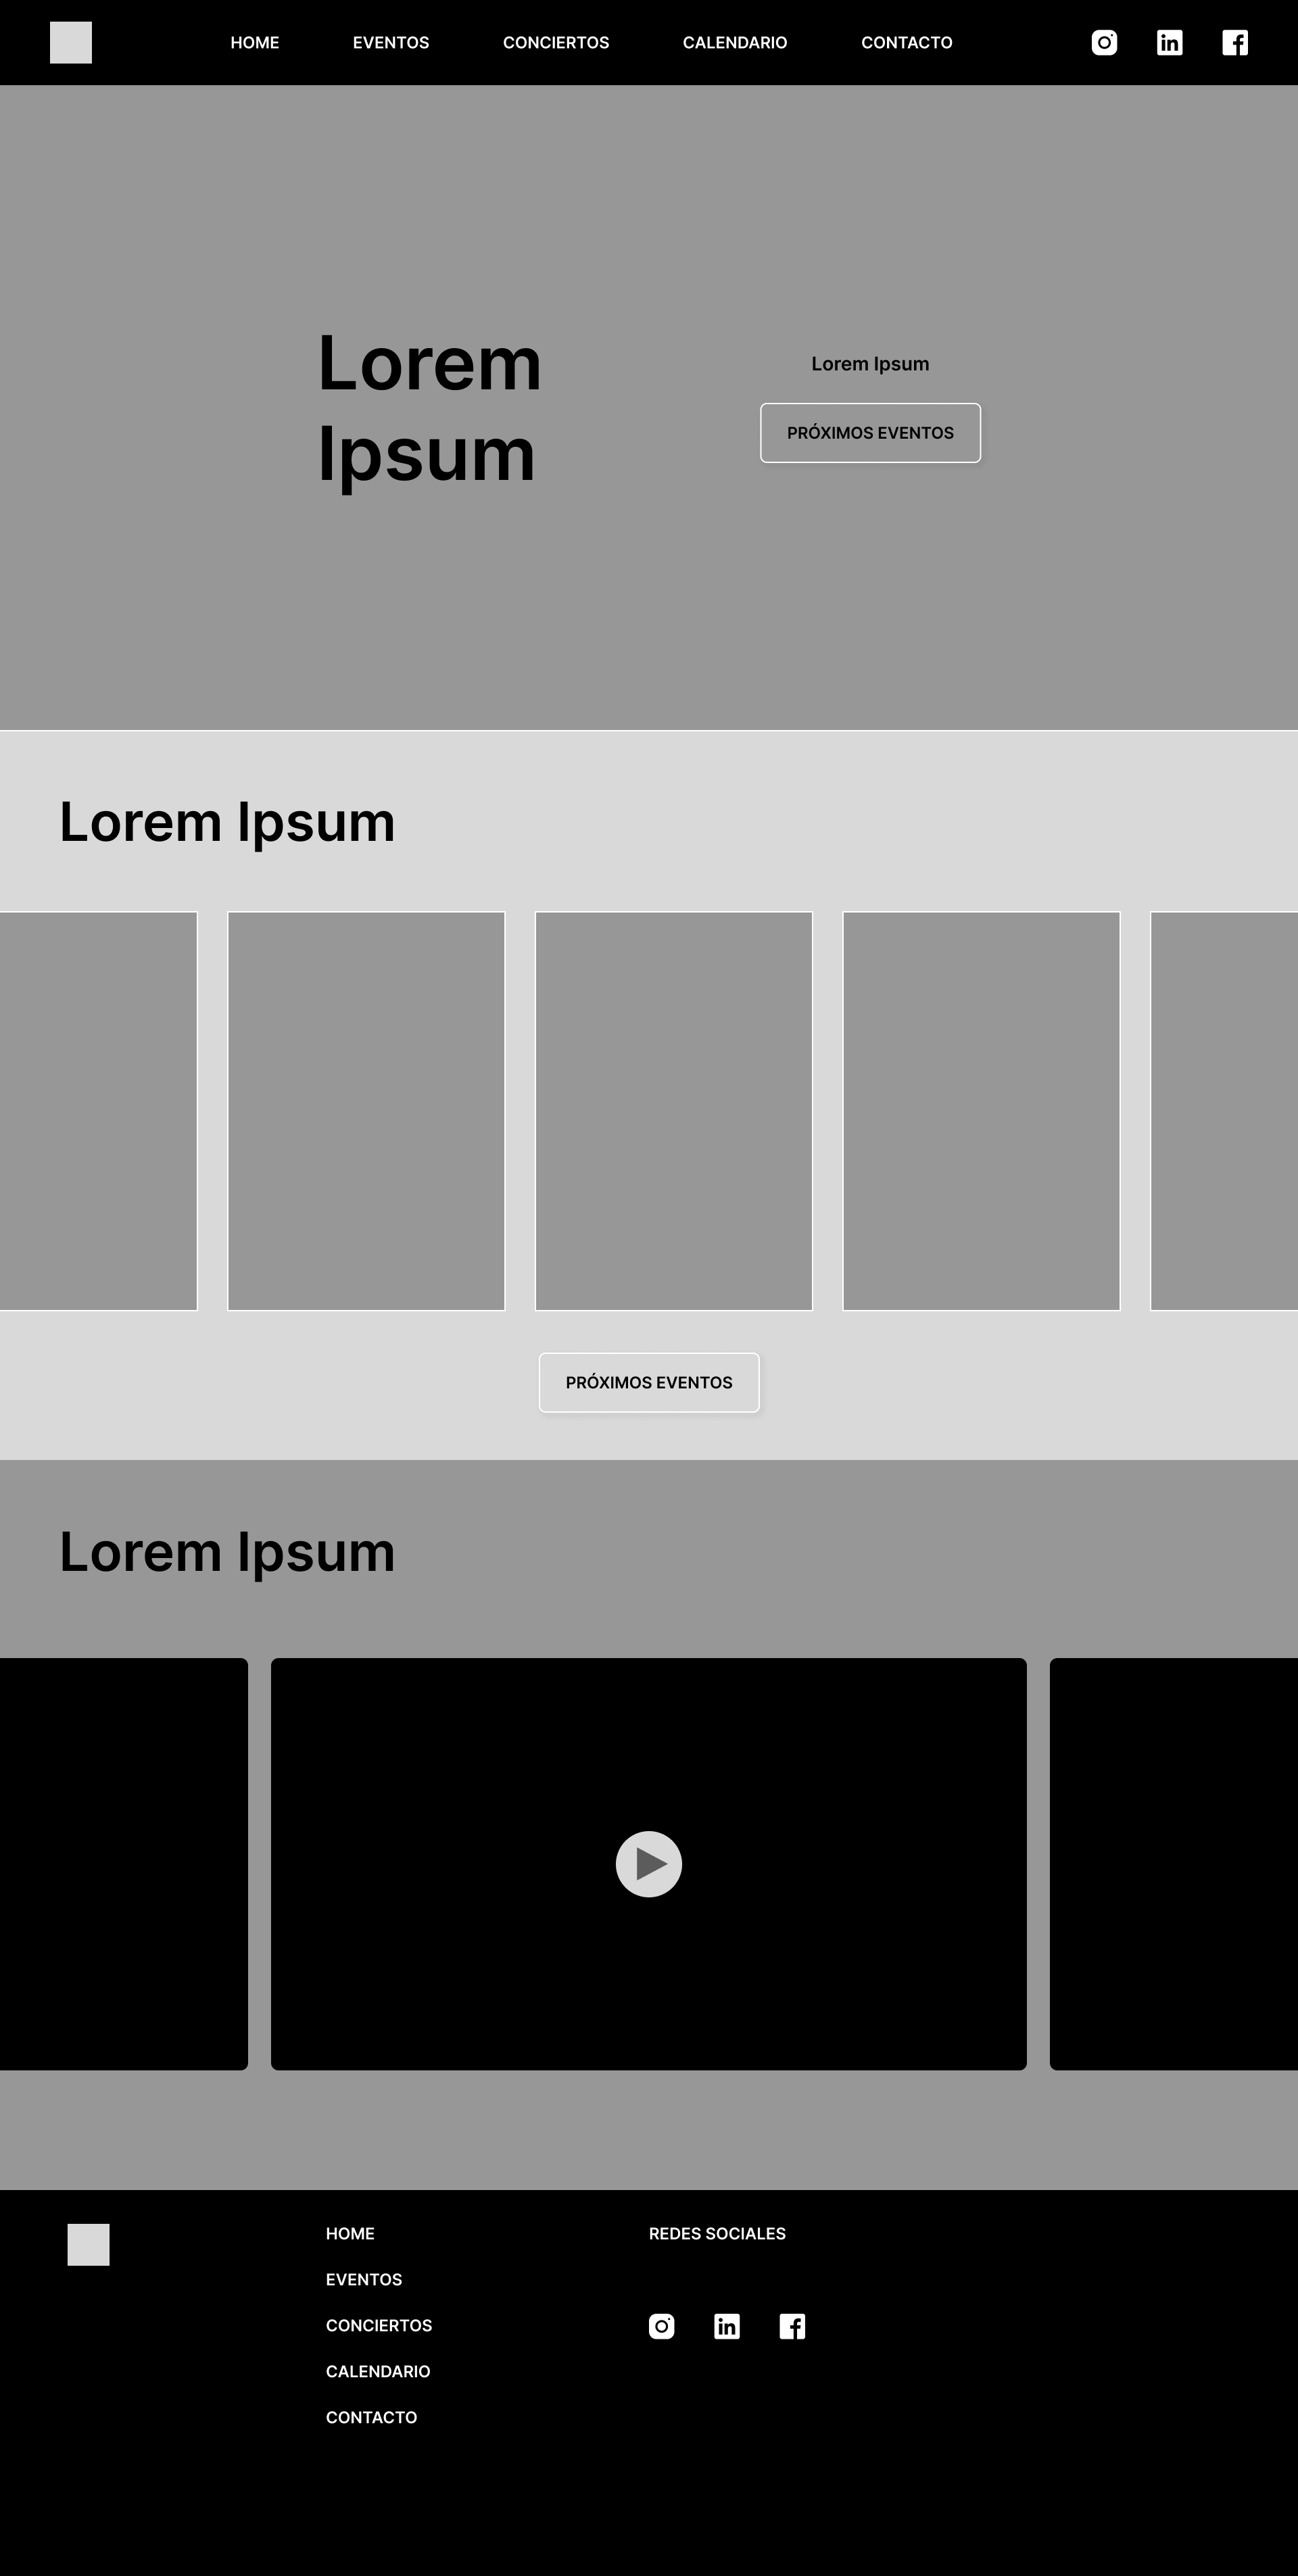 HOME
EVENTOS
CONCIERTOS
CALENDARIO
CONTACTO
Lorem
Ipsum
Lorem Ipsum
PRÓXIMOS EVENTOS
Lorem Ipsum
PRÓXIMOS EVENTOS
Lorem Ipsum
HOME
EVENTOS
CONCIERTOS
CALENDARIO
CONTACTO
REDES SOCIALES